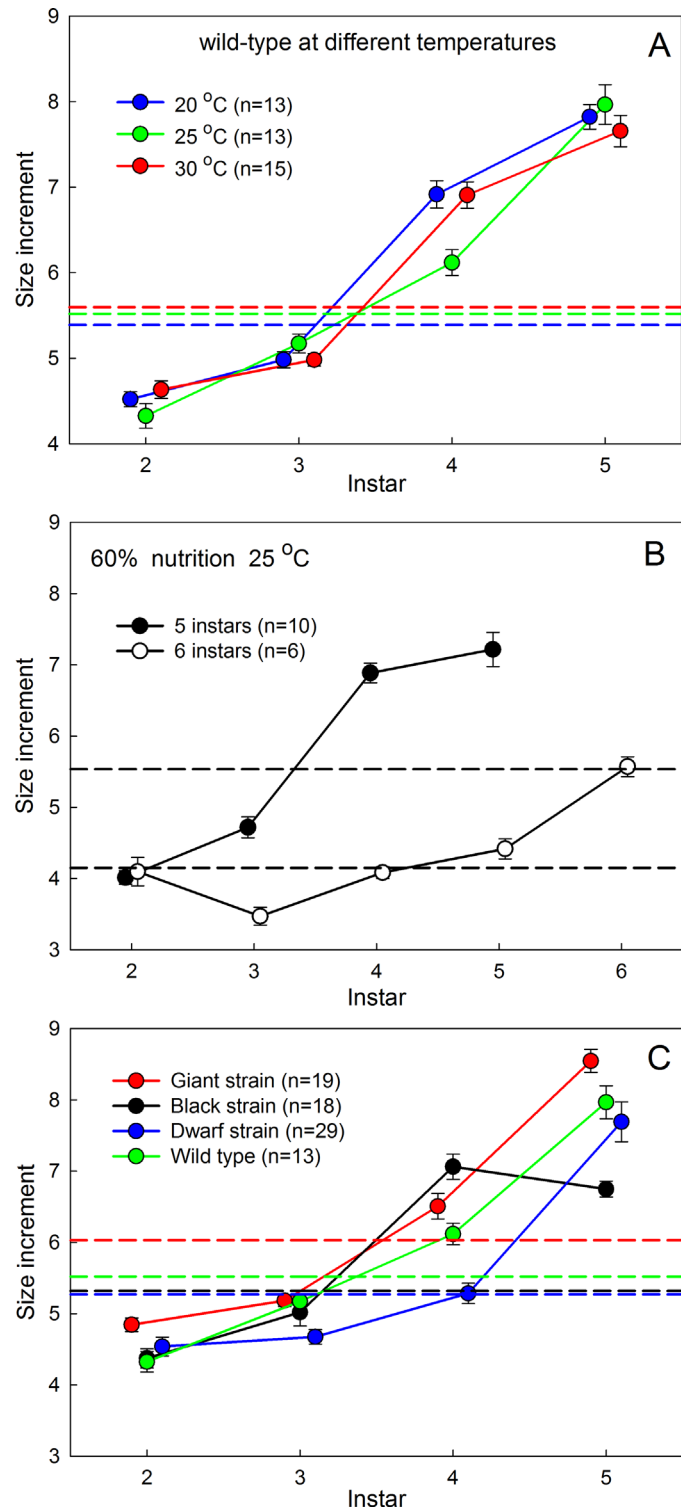 A
wild-type at different temperatures
20 °C (n=13)
25 °C (n=13)
30 °C (n=15)
Size increment
9
8
7
6
5
4
2 3 4 5
Instar
B
60% nutrition 25 °C
5 instars (n=10)
6 instars (n=6)
Size increment
9
8
7
6
5
4
3
2 3 4 5 6
Instar
C
Giant strain (n=19)
Black strain (n=18)
Dwarf strain (n=29)
Wild type (n=13)
Size increment
9
8
7
6
5
4
3
2 3 4 5
Instar